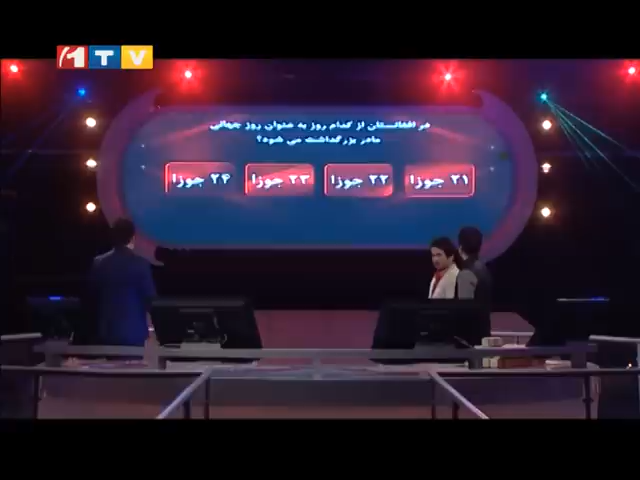 1TV
در افغانستان از کدام روز به عنوان روز جهانی
مادر بزرگداشت می شود؟
۲۱ جوزا ۲۲ جوزا ۲۳ جوزا ۲۴ جوزا